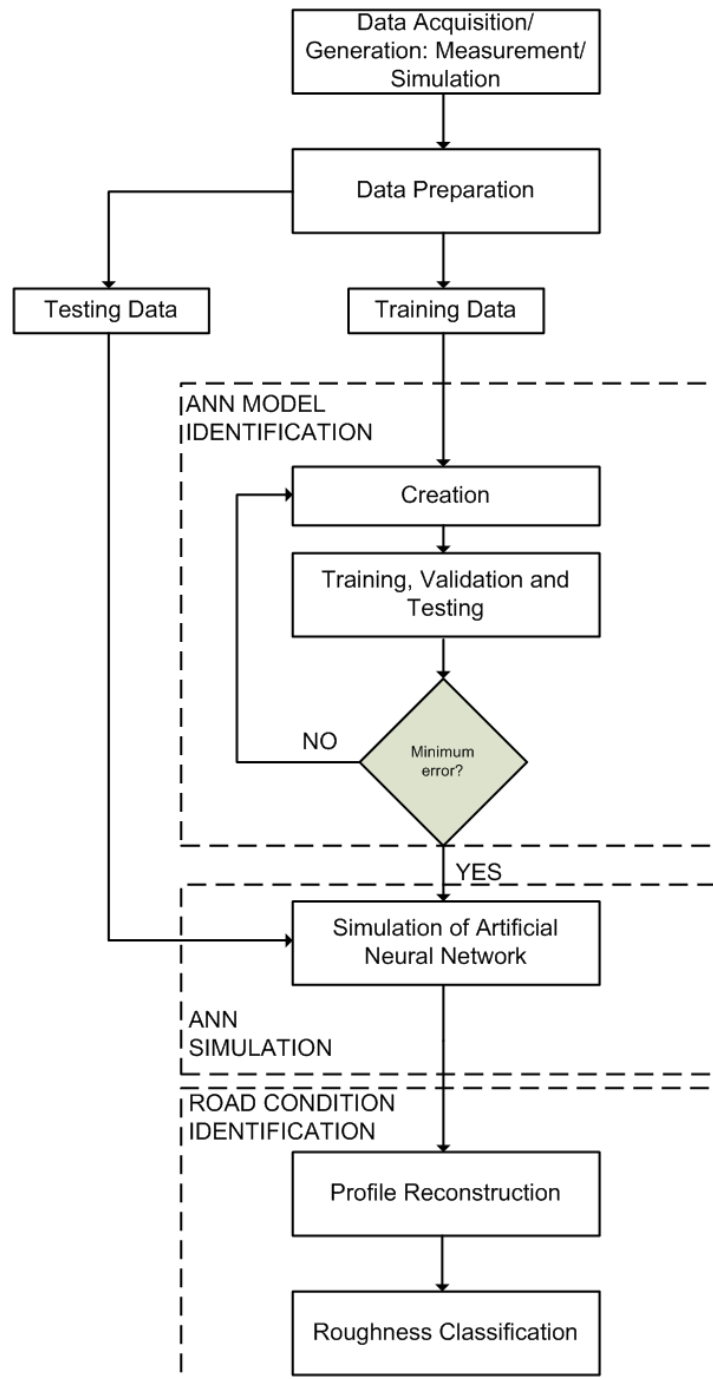 Data Acquisition/
Generation: Measurement/
Simulation
Data Preparation
Testing Data
Training Data
ANN MODEL
IDENTIFICATION
Creation
Training, Validation and
Testing
NO
Minimum
error?
YES
Simulation of Artificial
Neural Network
ANN
SIMULATION
ROAD CONDITION
IDENTIFICATION
Profile Reconstruction
Roughness Classification